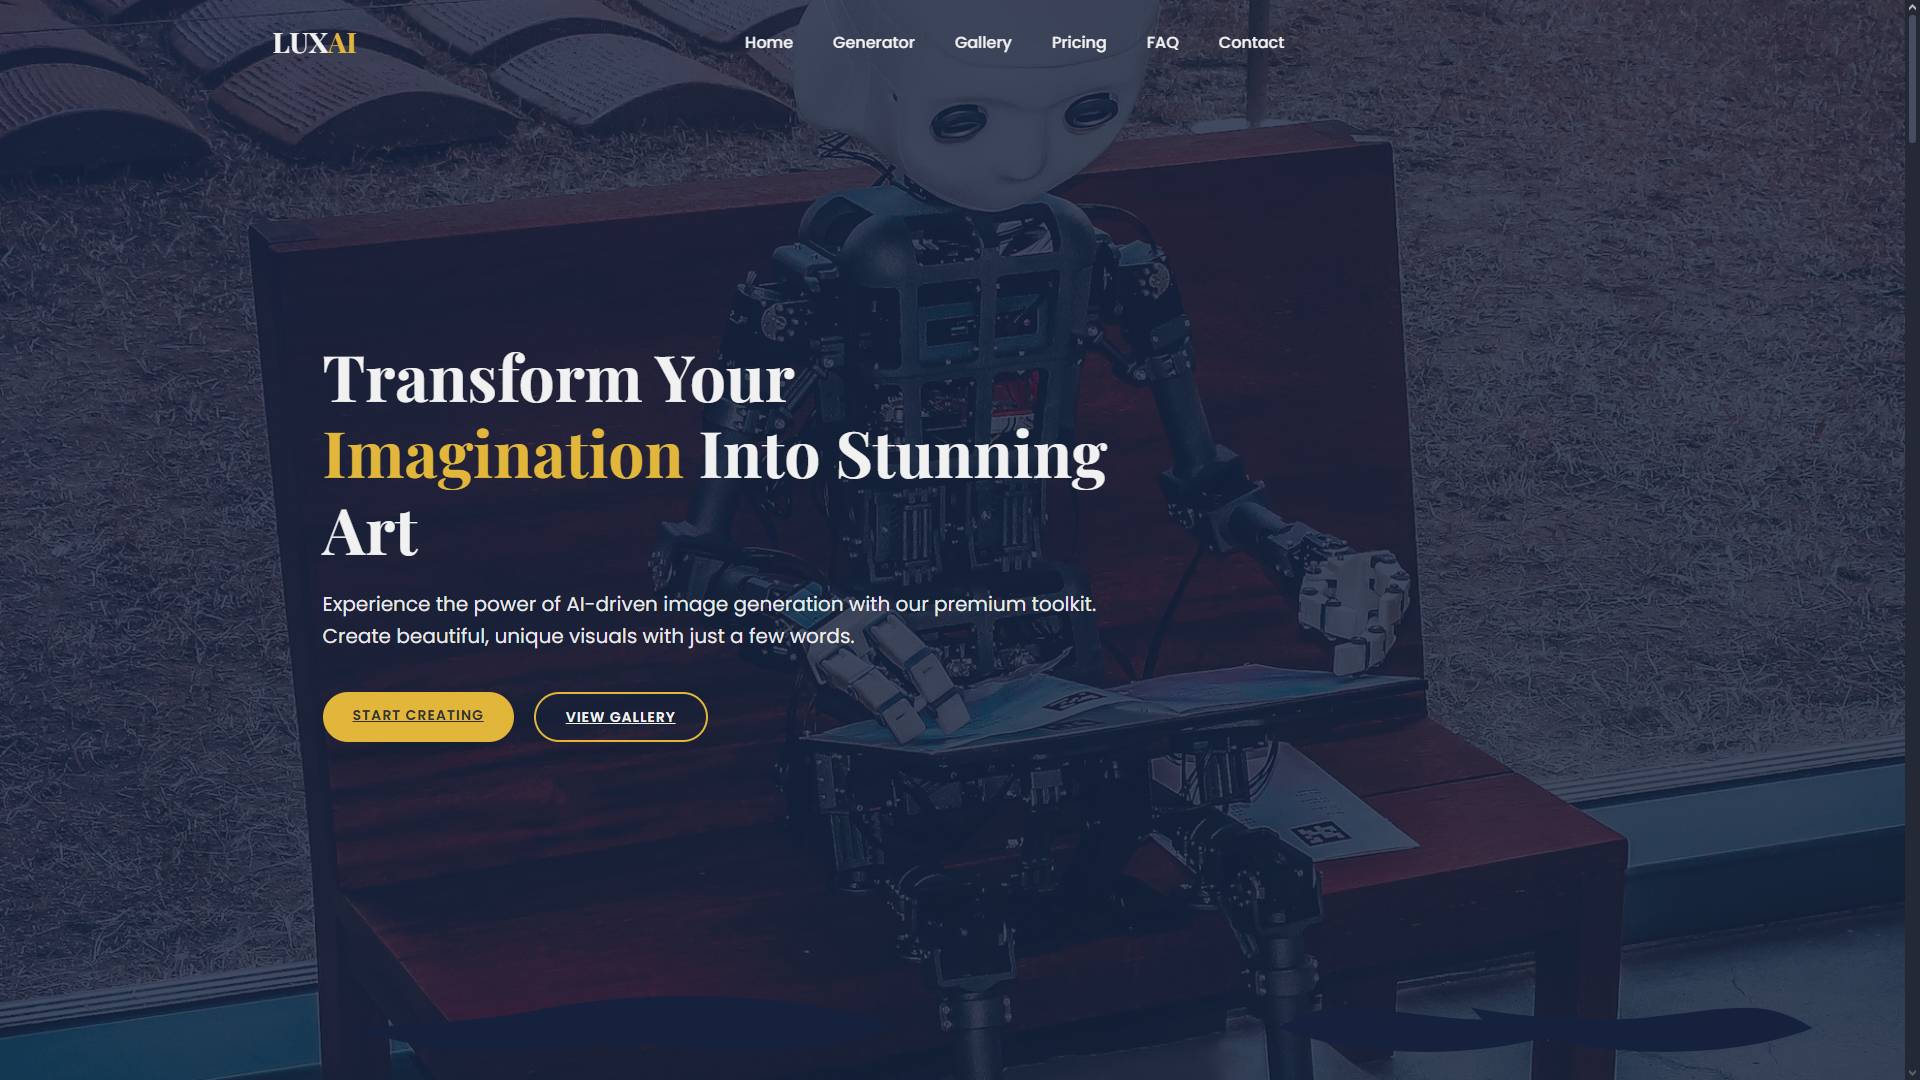 LUXAI
Home Generator Gallery Pricing FAQ Contact
Transform Your
Imagination Into Stunning
Art
Experience the power of AI-driven image generation with our premium toolkit.
Create beautiful, unique visuals with just a few words.
START CREATING
VIEW GALLERY